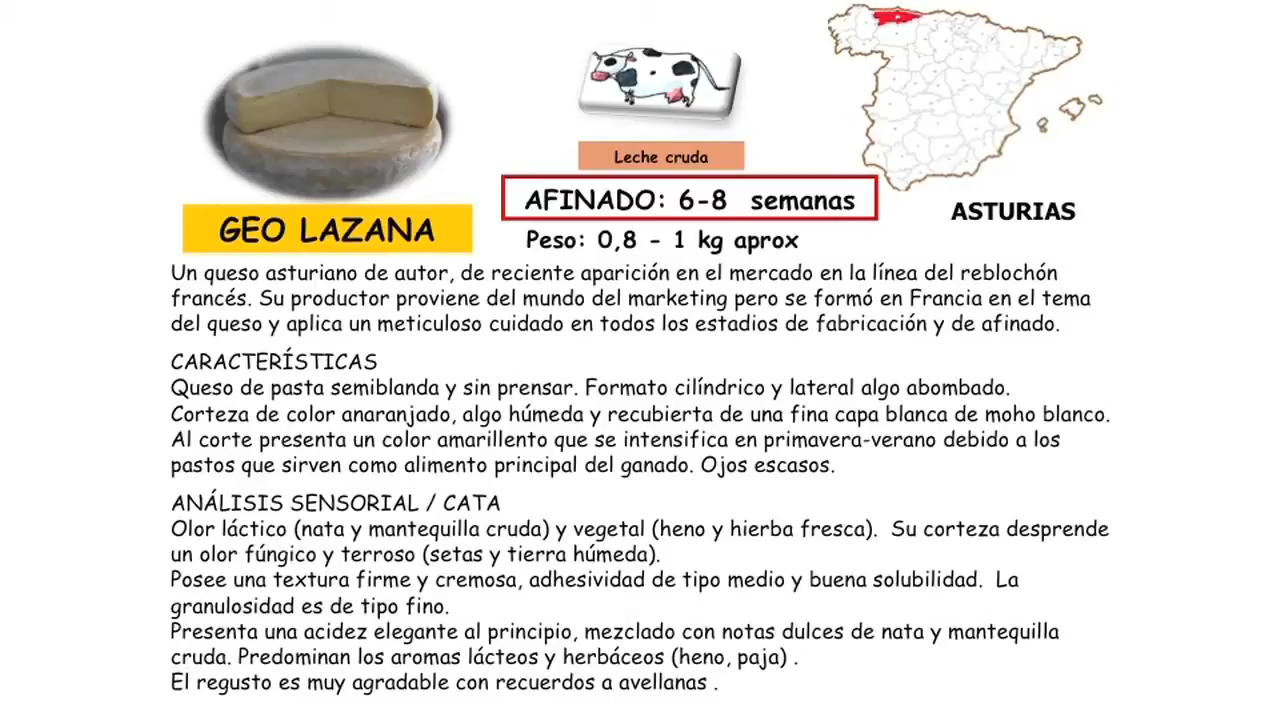 Leche cruda
AFINADO: 6-8 semanas
ASTURIAS
GEO LAZANA
Peso: 0,8 - 1 kg aprox
Un queso asturiano de autor, de reciente aparición en el mercado en la línea del reblochón
francés. Su productor proviene del mundo del marketing pero se formó en Francia en el tema
del queso y aplica un meticuloso cuidado en todos los estadios de fabricación y de afinado.
CARACTERÍSTICAS
Queso de pasta semiblanda y sin prensar. Formato cilíndrico y lateral algo abombado.
Corteza de color anaranjado, algo húmeda y recubierta de una fina capa blanca de moho blanco.
Al corte presenta un color amarillento que se intensifica en primavera-verano debido a los
pastos que sirven como alimento principal del ganado. Ojos escasos.
ANÁLISIS SENSORIAL / CATA
Olor láctico (nata y mantequilla cruda) y vegetal (heno y hierba fresca). Su corteza desprende
un olor fúngico y terroso (setas y tierra húmeda).
Posee una textura firme y cremosa, adhesividad de tipo medio y buena solubilidad. La
granulosidad es de tipo fino.
Presenta una acidez elegante al principio, mezclado con notas dulces de nata y mantequilla
cruda. Predominan los aromas lácteos y herbáceos (heno, paja) .
El regusto es muy agradable con recuerdos a avellanas .